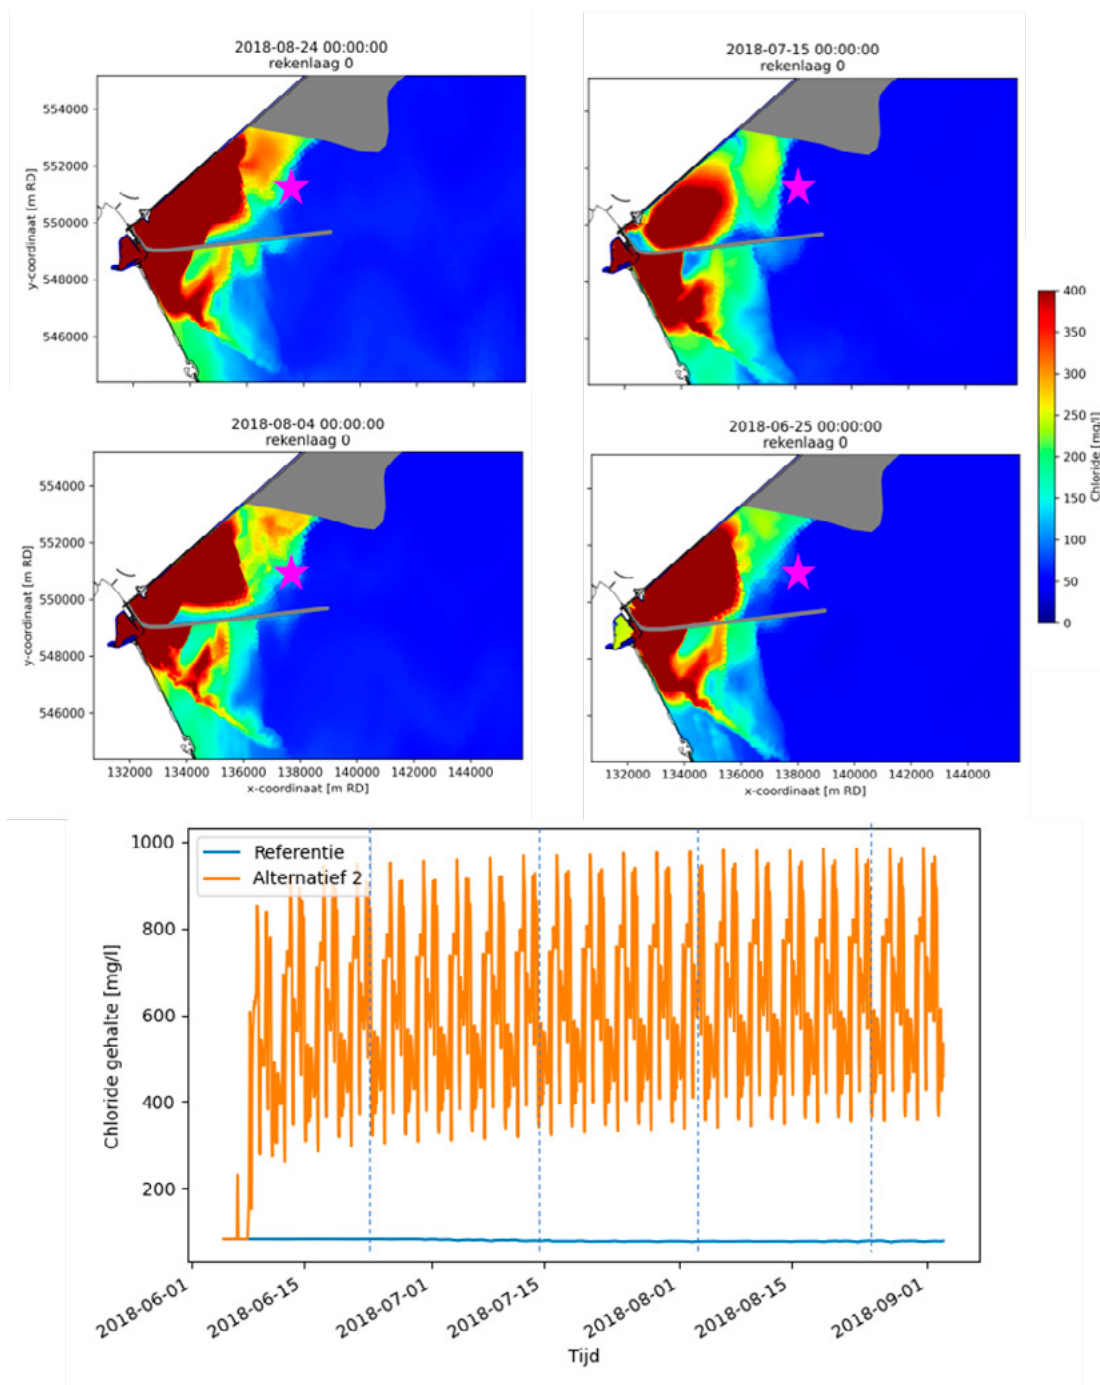 2018-08-24 00:00:00
rekenlaag 0
y-coordinaat [m RD]
554000
552000
550000
548000
546000
2018-07-15 00:00:00
rekenlaag 0
2018-08-04 00:00:00
rekenlaag 0
y-coordinaat [m RD]
554000
552000
550000
548000
546000
132000 134000 136000 138000 140000 142000 144000
x-coordinaat [m RD]
2018-06-25 00:00:00
rekenlaag 0
132000 134000 136000 138000 140000 142000 144000
x-coordinaat [m RD]
400
350
300
250
200
150
100
50
0
Chloride [mg/l]
Referentie
Alternatief 2
Chloride gehalte [mg/l]
1000
800
600
400
200
2018-06-01 2018-06-15 2018-07-01 2018-07-15 2018-08-01 2018-08-15 2018-09-01
Tijd